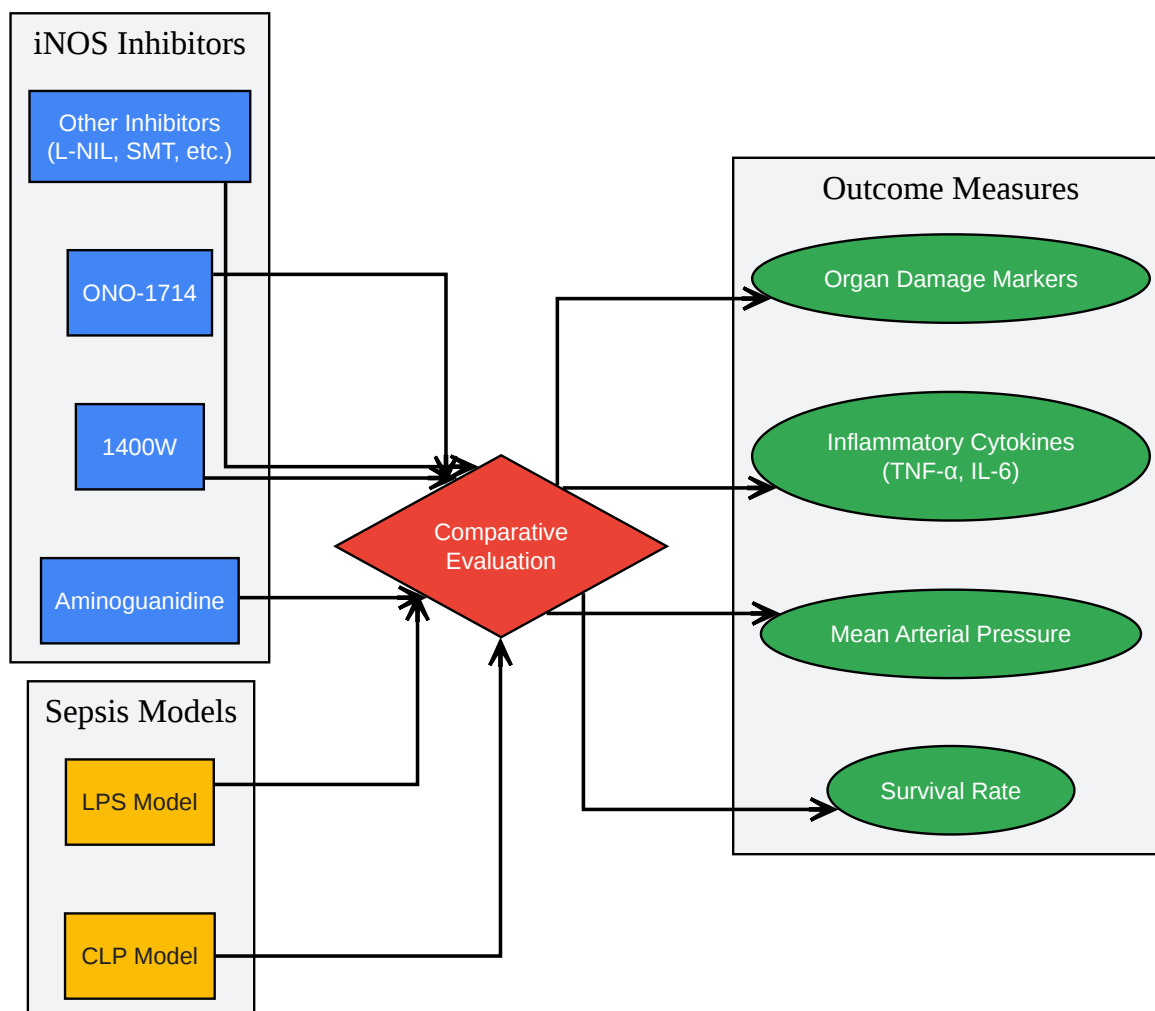 iNOS Inhibitors
Other Inhibitors
(L-NIL, SMT, etc.)
ONO-1714
1400W
Aminoguanidine
Sepsis Models
LPS Model
CLP Model
Comparative
Evaluation
Outcome Measures
Organ Damage Markers
Inflammatory Cytokines
(TNF-α, IL-6)
Mean Arterial Pressure
Survival Rate